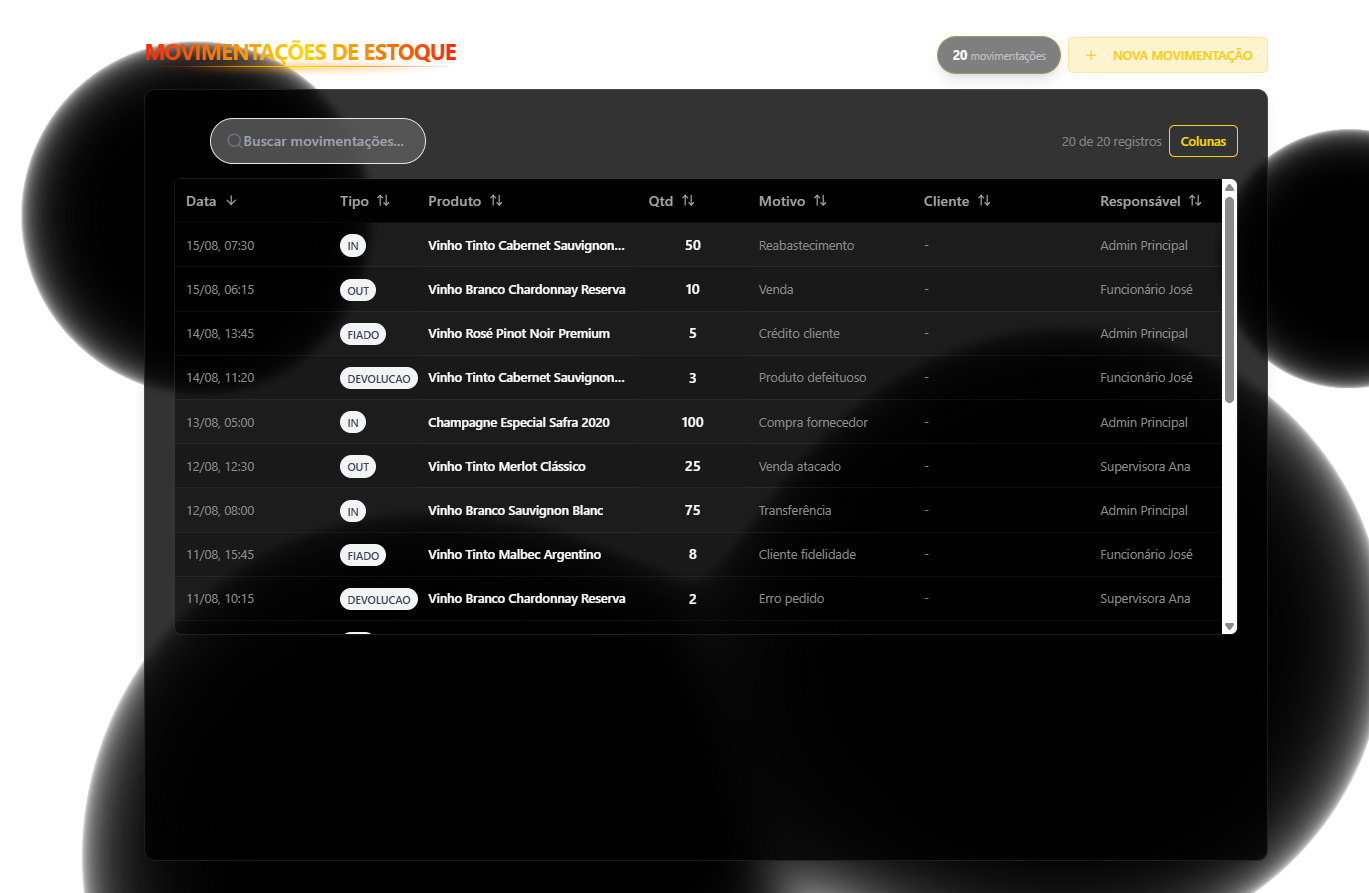 MOVIMENTAÇÕES DE ESTOQUE
20 movimentações
+ NOVA MOVIMENTAÇÃO
Buscar movimentações...
20 de 20 registros
Colunas
Data ↓ Tipo ↑↓ Produto ↑↓ Qtd ↑↓ Motivo ↑↓ Cliente ↑↓ Responsável ↑↓
15/08, 07:30 IN Vinho Tinto Cabernet Sauvignon... 50 Reabastecimento - Admin Principal
15/08, 06:15 OUT Vinho Branco Chardonnay Reserva 10 Venda - Funcionário José
14/08, 13:45 FIADO Vinho Rosé Pinot Noir Premium 5 Crédito cliente - Admin Principal
14/08, 11:20 DEVOLUCAO Vinho Tinto Cabernet Sauvignon... 3 Produto defeituoso - Funcionário José
13/08, 05:00 IN Champagne Especial Safra 2020 100 Compra fornecedor - Admin Principal
12/08, 12:30 OUT Vinho Tinto Merlot Clássico 25 Venda atacado - Supervisora Ana
12/08, 08:00 IN Vinho Branco Sauvignon Blanc 75 Transferência - Admin Principal
11/08, 15:45 FIADO Vinho Tinto Malbec Argentino 8 Cliente fidelidade - Funcionário José
11/08, 10:15 DEVOLUCAO Vinho Branco Chardonnay Reserva 2 Erro pedido - Supervisora Ana